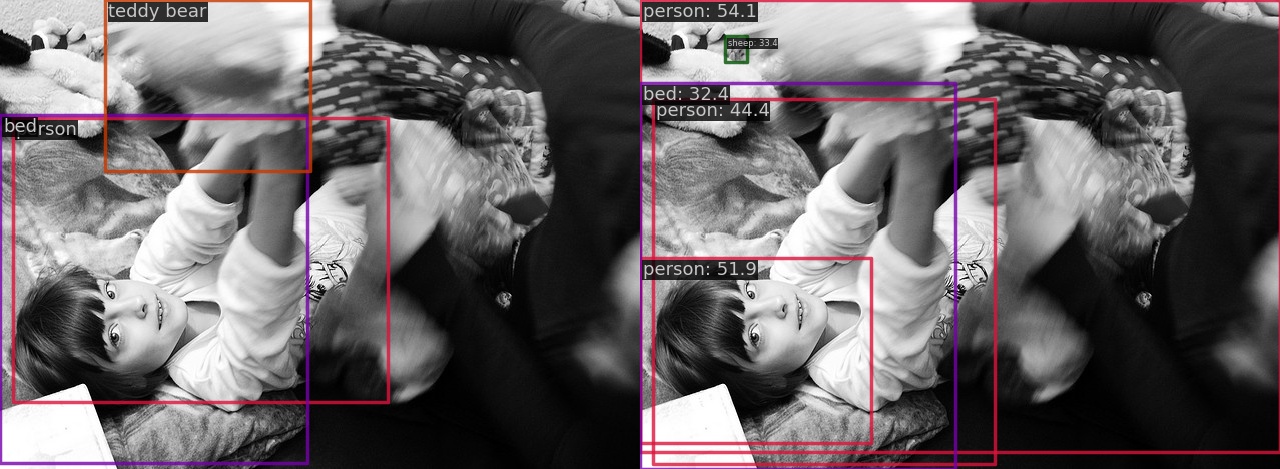 teddy bear
bed rson
person: 54.1
sheep: 33.4
bed: 32.4
person: 44.4
person: 51.9